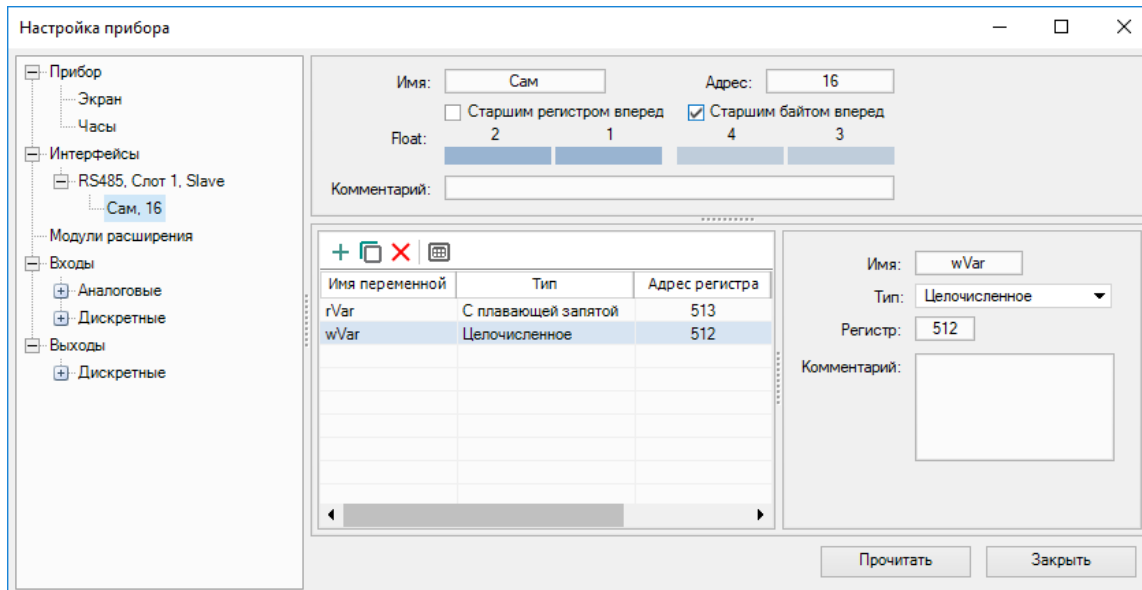 Настройка прибора
Прибор
Экран
Часы
Интерфейсы
RS485, Слот 1, Slave
Сам, 16
Модули расширения
Входы
Аналоговые
Дискретные
Выходы
Дискретные
Имя: Сам Адрес: 16
Старшим регистром вперед Старшим байтом вперед
Float: 2 1 4 3
Комментарий:
Имя переменной Тип Адрес регистра
rVar С плавающей запятой 513
wVar Целочисленное 512
Имя: wVar
Тип: Целочисленное
Регистр: 512
Комментарий:
Прочитать Закрыть